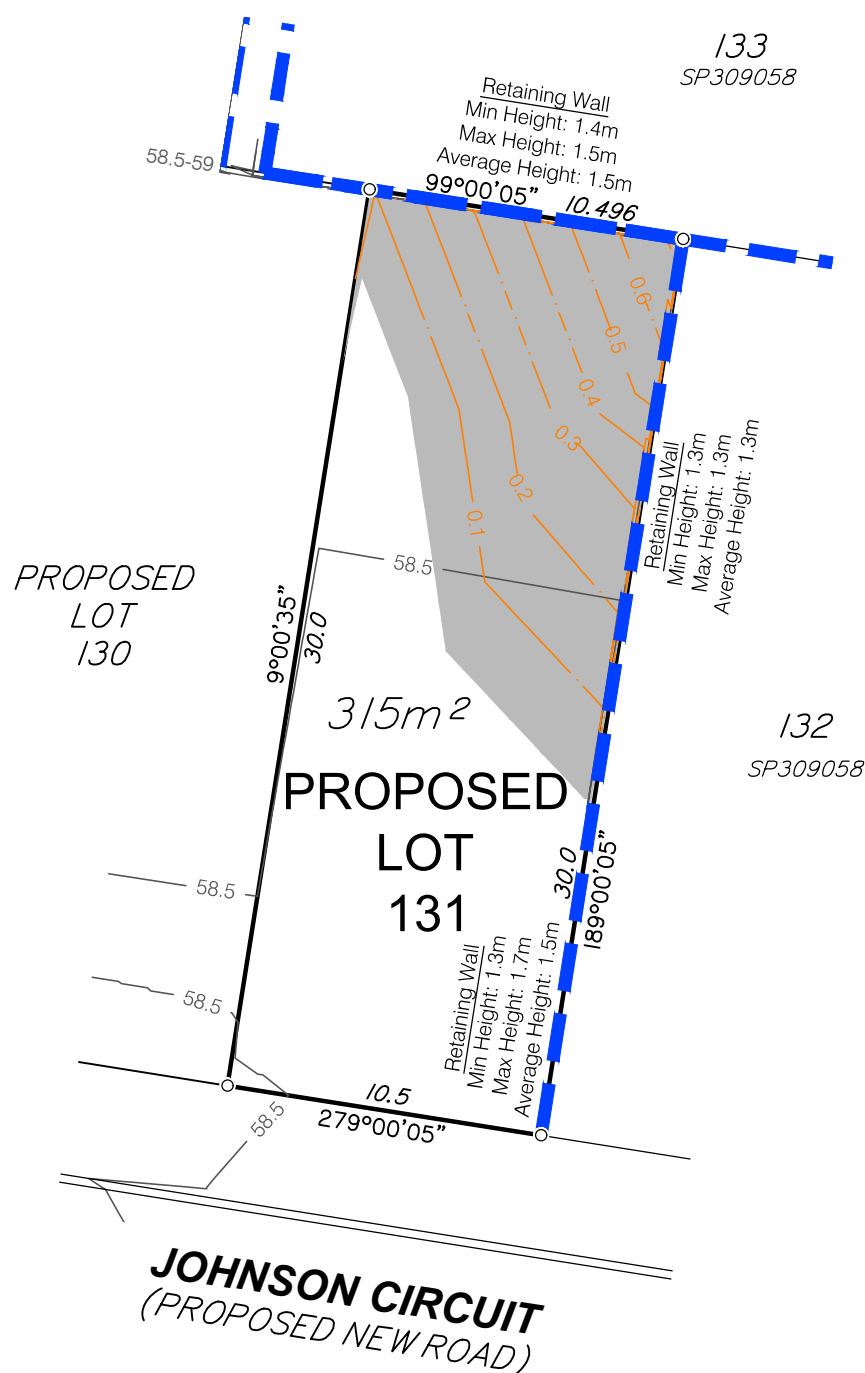 133
SP309058
Retaining Wall
Min Height: 1.4m
Max Height: 1.5m
Average Height: 1.5m
99°00'05"
10.496
58.5-59
0.6
0.5
0.4
0.3
0.2
0.1
Retaining Wall
Min Height: 1.3m
Max Height: 1.3m
Average Height: 1.3m
58.5
PROPOSED
LOT
130
9°00'35"
30.0
315m²
PROPOSED
LOT
131
132
SP309058
30.0
189°00'05"
58.5
58.5
Retaining Wall
Min Height: 1.3m
Max Height: 1.7m
Average Height: 1.5m
10.5
279°00'05"
58.5
JOHNSON CIRCUIT
(PROPOSED NEW ROAD)